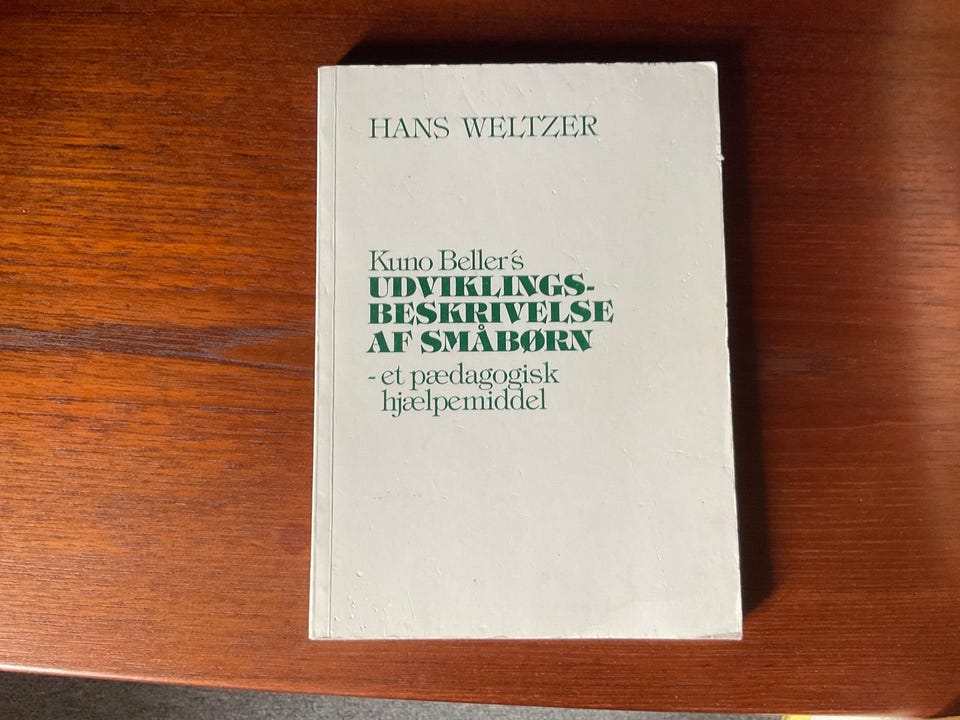 HANS WELTZER
Kuno Beller's
UDVIKLINGS-
BESKRIVELSE
AF SMÅBØRN
- et pædagogisk
hjælpemiddel